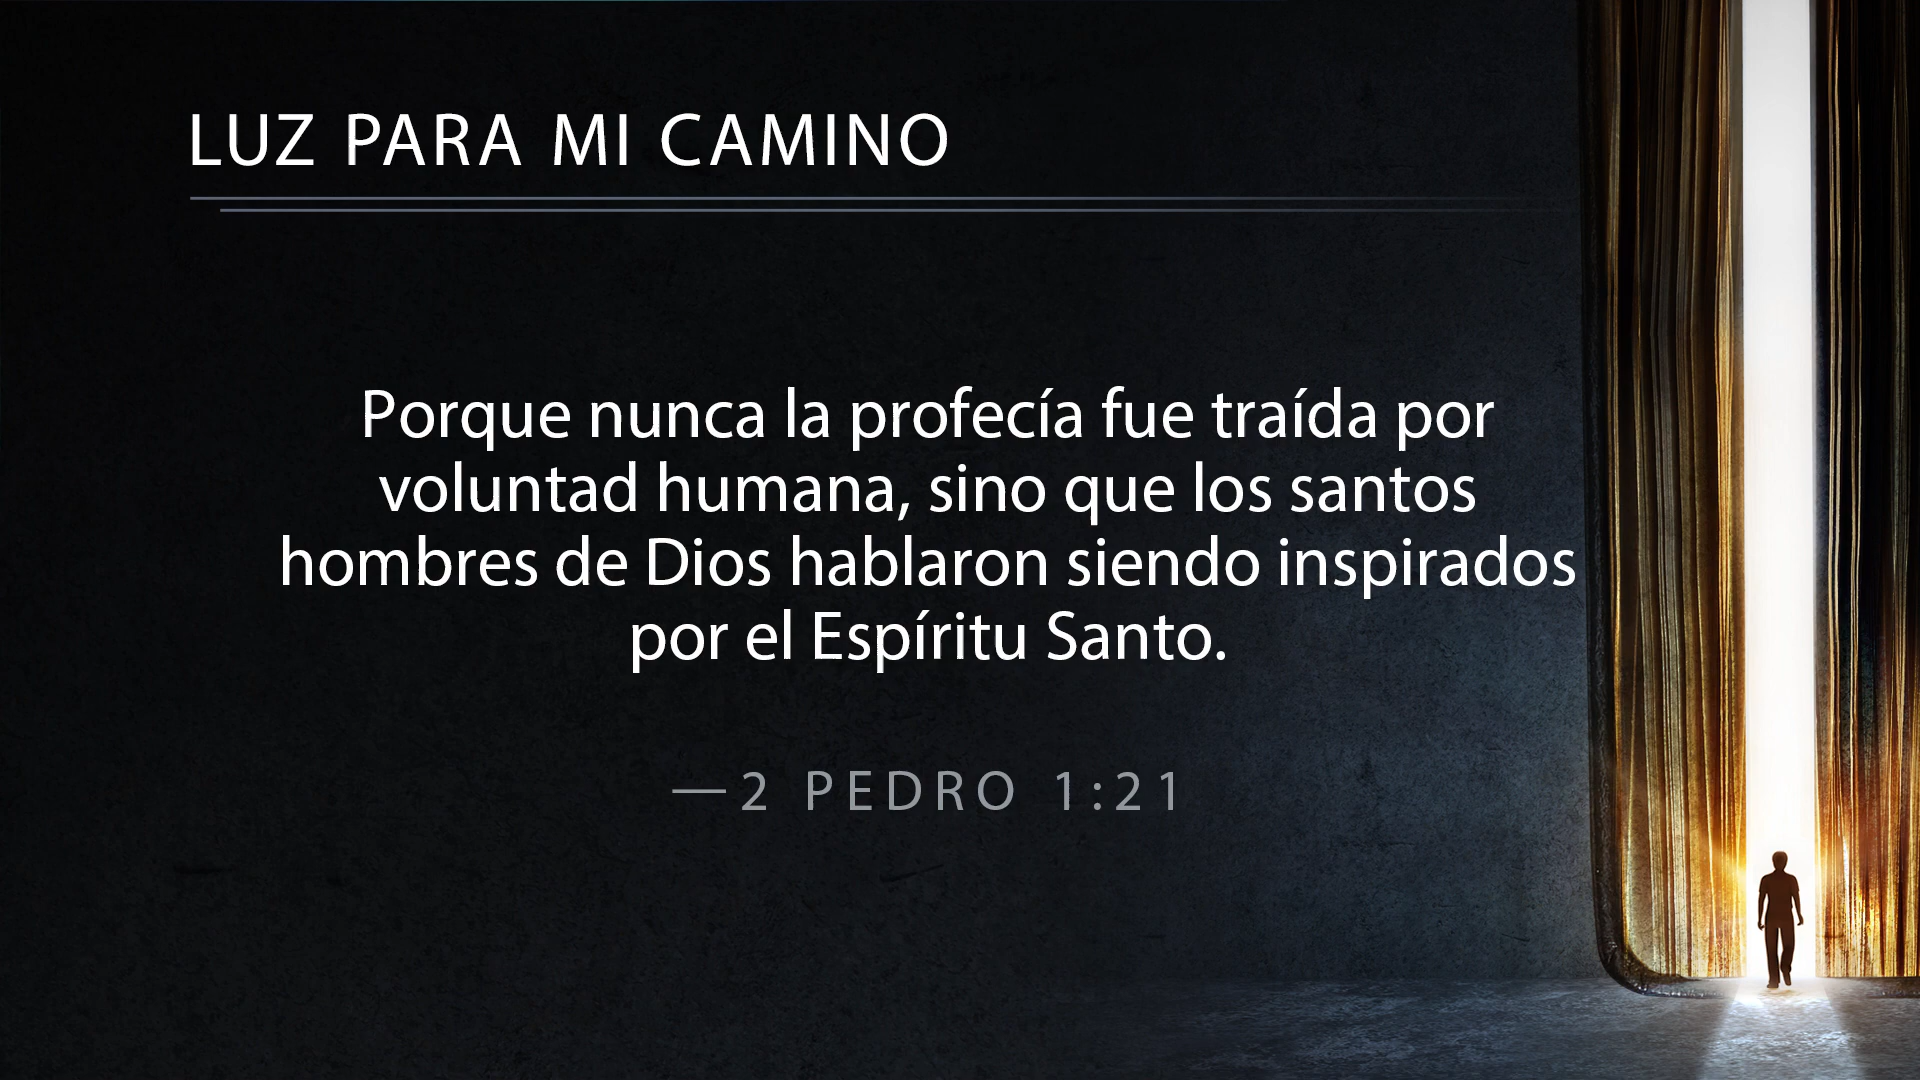 LUZ PARA MI CAMINO
Porque nunca la profecía fue traída por
voluntad humana, sino que los santos
hombres de Dios hablaron siendo inspirados
por el Espíritu Santo.
—2 PEDRO 1:21